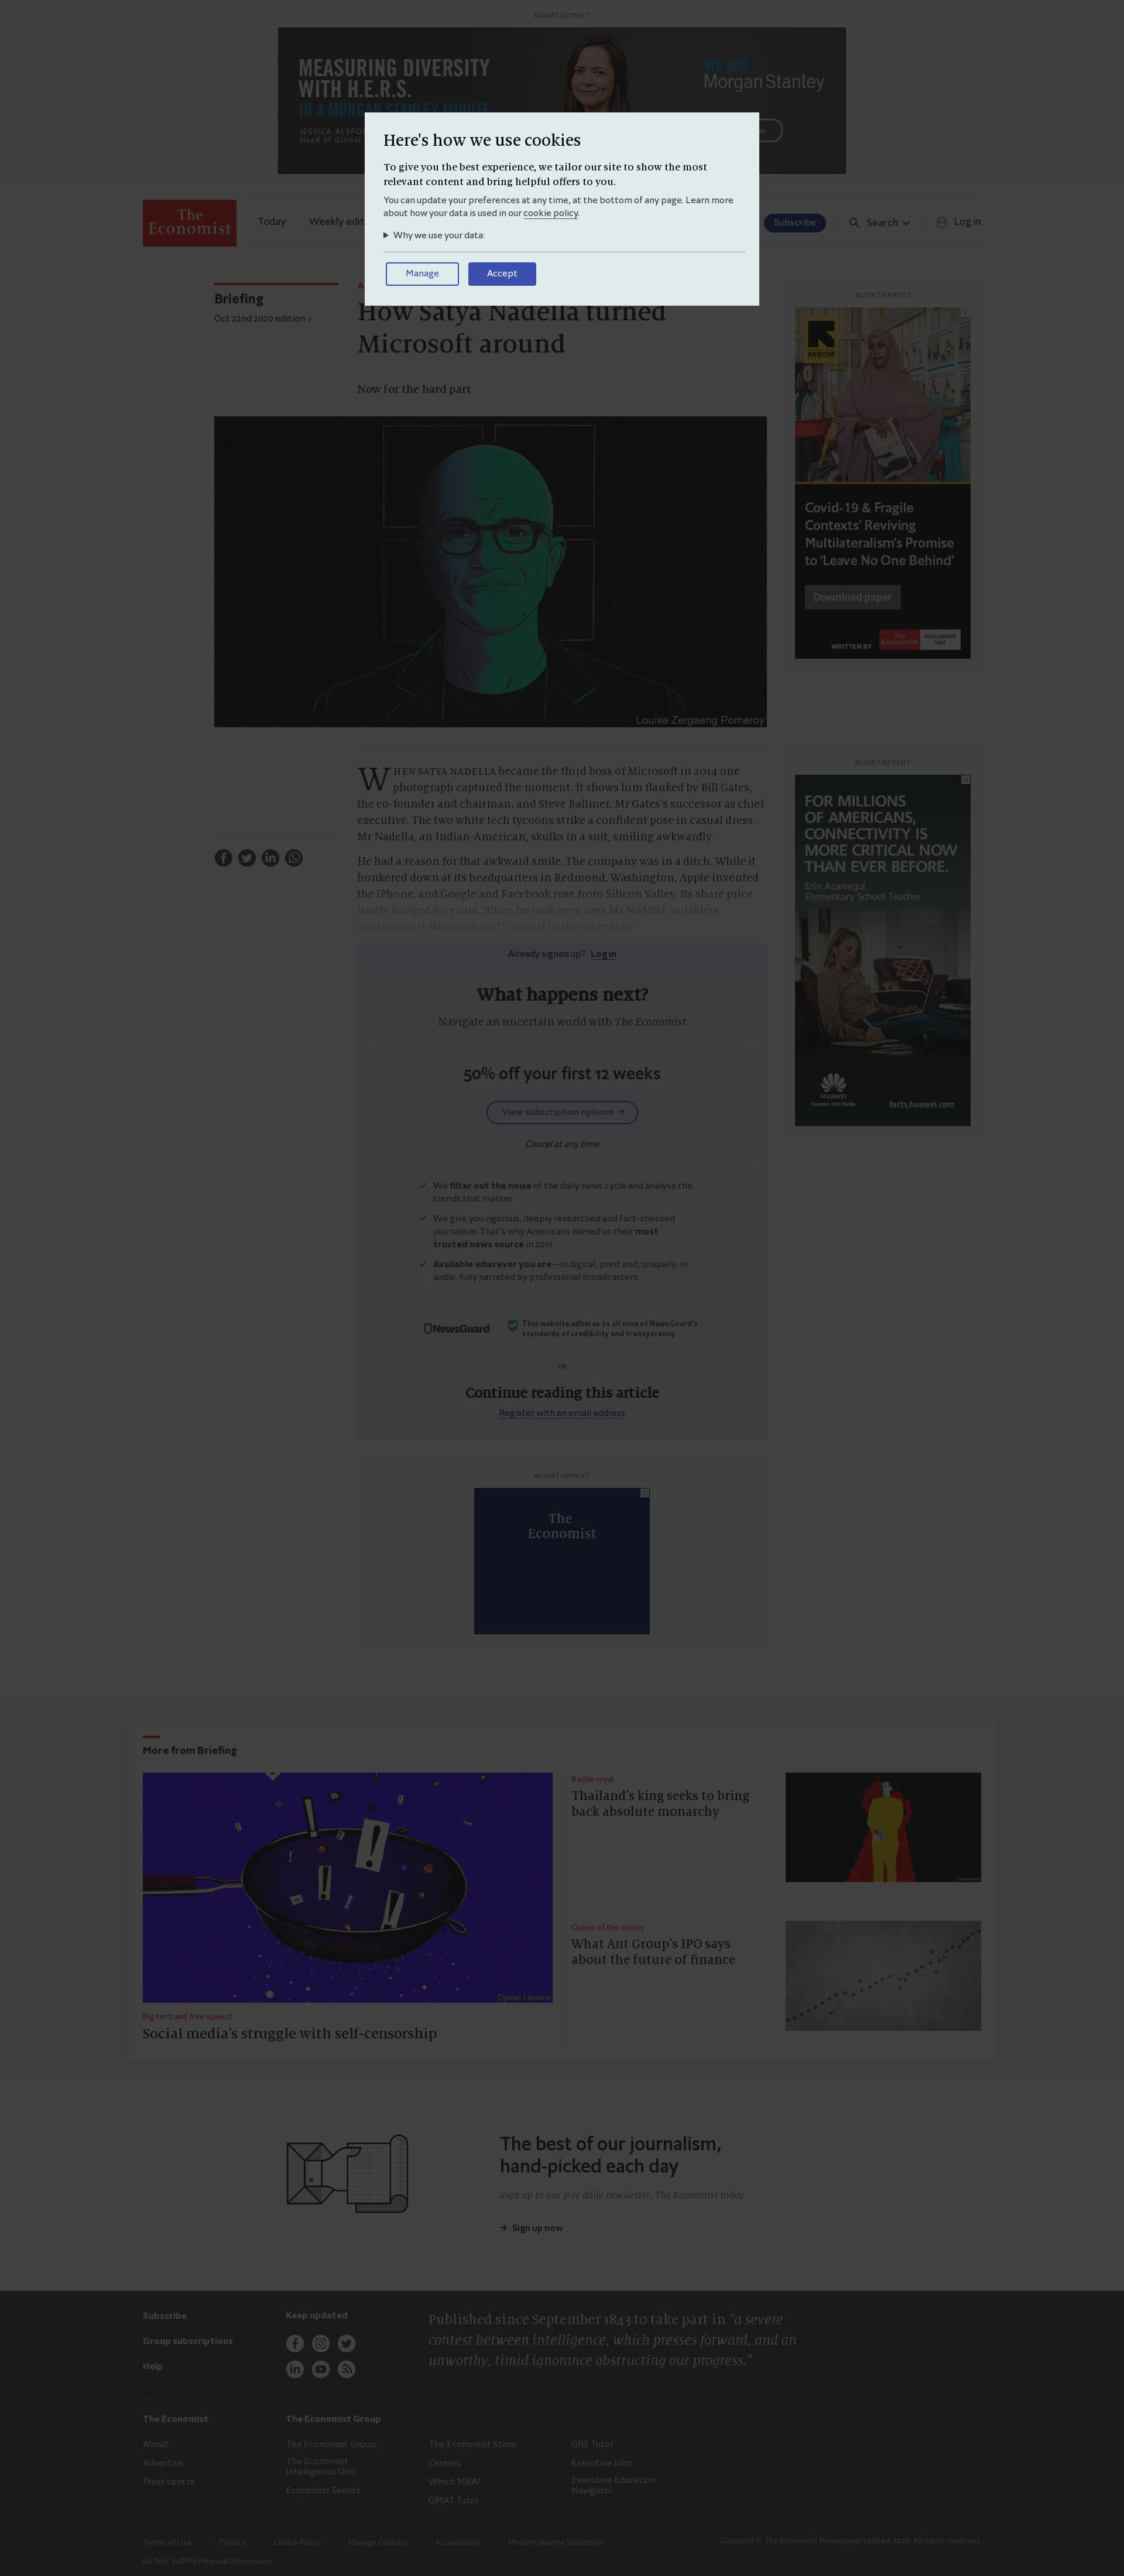 ADVERTISEMENT
MEASURING DIVERSITY
WITH H.E.R.S.
IN A MORGAN STANLEY MINUTE
JESSICA ALSFO
Head of Global
WE ARE
Morgan Stanley
Here's how we use cookies
To give you the best experience, we tailor our site to show the most
relevant content and bring helpful offers to you.
You can update your preferences at any time, at the bottom of any page. Learn more
about how your data is used in our cookie policy.
Why we use your data:
Manage
Accept
The
Economist
Today
Weekly edit
Subscribe
Search
Log in
Briefing
Oct 22nd 2020 edition
How Satya Nadella turned
Microsoft around
Now for the hard part
Louise Zergaeng Pomeroy
ADVERTISEMENT
RESCUE
Covid-19 & Fragile
Contexts' Reviving
Multilateralism's Promise
to 'Leave No One Behind'
Download paper
WRITTEN BY
The
Economist
INTELLIGENCE
UNIT
WHEN SATYA NADELLA became the third boss of Microsoft in 2014 one
photograph captured the moment. It shows him flanked by Bill Gates,
the co-founder and chairman, and Steve Ballmer, Mr Gates's successor as chief
executive. The two white tech tycoons strike a confident pose in casual dress.
Mr Nadella, an Indian-American, skulks in a suit, smiling awkwardly.
He had a reason for that awkward smile. The company was in a ditch. While it
hunkered down at its headquarters in Redmond, Washington, Apple invented
the iPhone, and Google and Facebook rose from Silicon Valley. Its share price
barely budged for years. When he took over, says Mr Nadella, outsiders
questioned if Microsoft will "make it to the other side".
ADVERTISEMENT
FOR MILLIONS
OF AMERICANS,
CONNECTIVITY IS
MORE CRITICAL NOW
THAN EVER BEFORE.
Erin Acarregui,
Elementary School Teacher
HUAWEI
Connect, Not Divide.
facts.huawei.com
Already signed up? Log in
What happens next?
Navigate an uncertain world with The Economist
50% off your first 12 weeks
View subscription options →
Cancel at any time
We filter out the noise of the daily news cycle and analyse the
trends that matter
We give you rigorous, deeply researched and fact-checked
journalism. That's why Americans named us their most
trusted news source in 2017
Available wherever you are—in digital, print and, uniquely, in
audio, fully narrated by professional broadcasters
NewsGuard
This website adheres to all nine of NewsGuard's
standards of credibility and transparency.
OR
Continue reading this article
Register with an email address
ADVERTISEMENT
The
Economist
More from Briefing
Daniel Liévano
Big tech and free speech
Social media's struggle with self-censorship
Battle royal
Thailand's king seeks to bring
back absolute monarchy
Queen of the colony
What Ant Group's IPO says
about the future of finance
The best of our journalism,
hand-picked each day
Sign up to our free daily newsletter, The Economist today
→ Sign up now
Subscribe
Group subscriptions
Help
Keep updated
Published since September 1843 to take part in "a severe
contest between intelligence, which presses forward, and an
unworthy, timid ignorance obstructing our progress."
The Economist
About
Advertise
Press centre
The Economist Group
The Economist Group
The Economist
Intelligence Unit
Economist Events
The Economist Store
Careers
Which MBA?
GMAT Tutor
GRE Tutor
Executive Jobs
Executive Education
Navigator
Terms of Use
Privacy
Cookie Policy
Manage Cookies
Accessibility
Modern Slavery Statement
Do Not Sell My Personal Information
Copyright © The Economist Newspaper Limited 2020. All rights reserved.